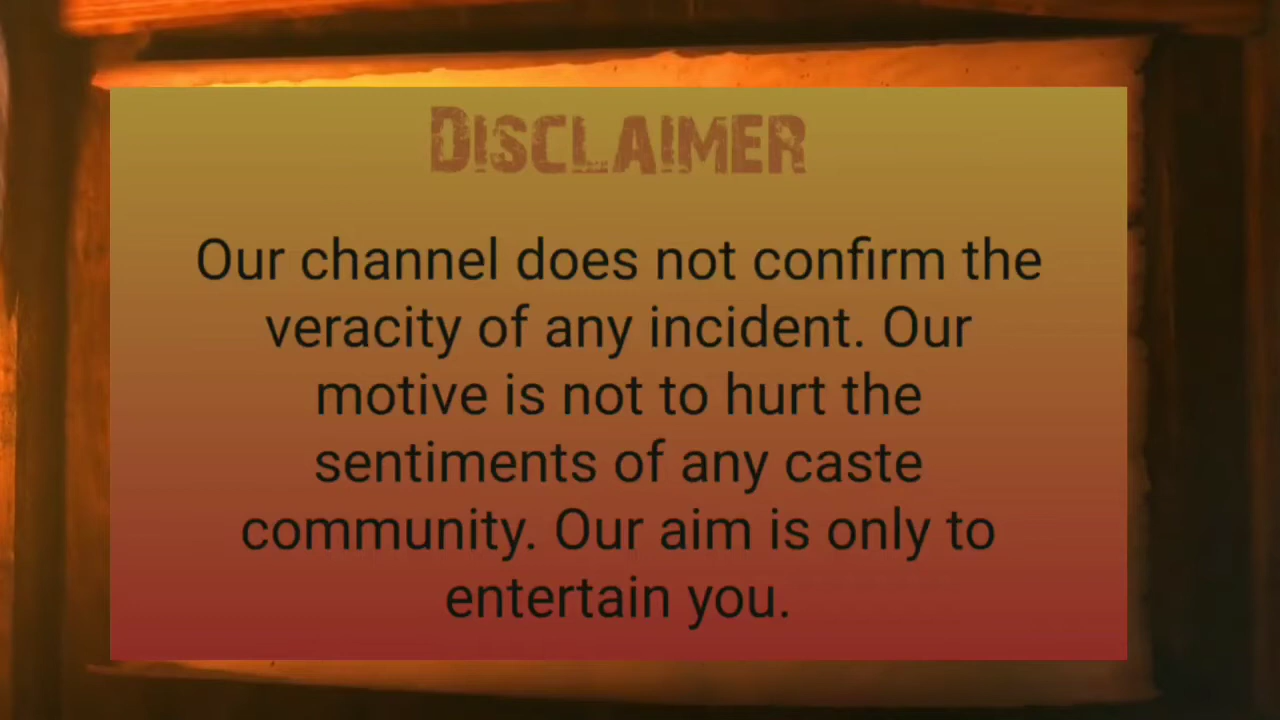 DISCLAIMER
Our channel does not confirm the
veracity of any incident. Our
motive is not to hurt the
sentiments of any caste
community. Our aim is only to
entertain you.